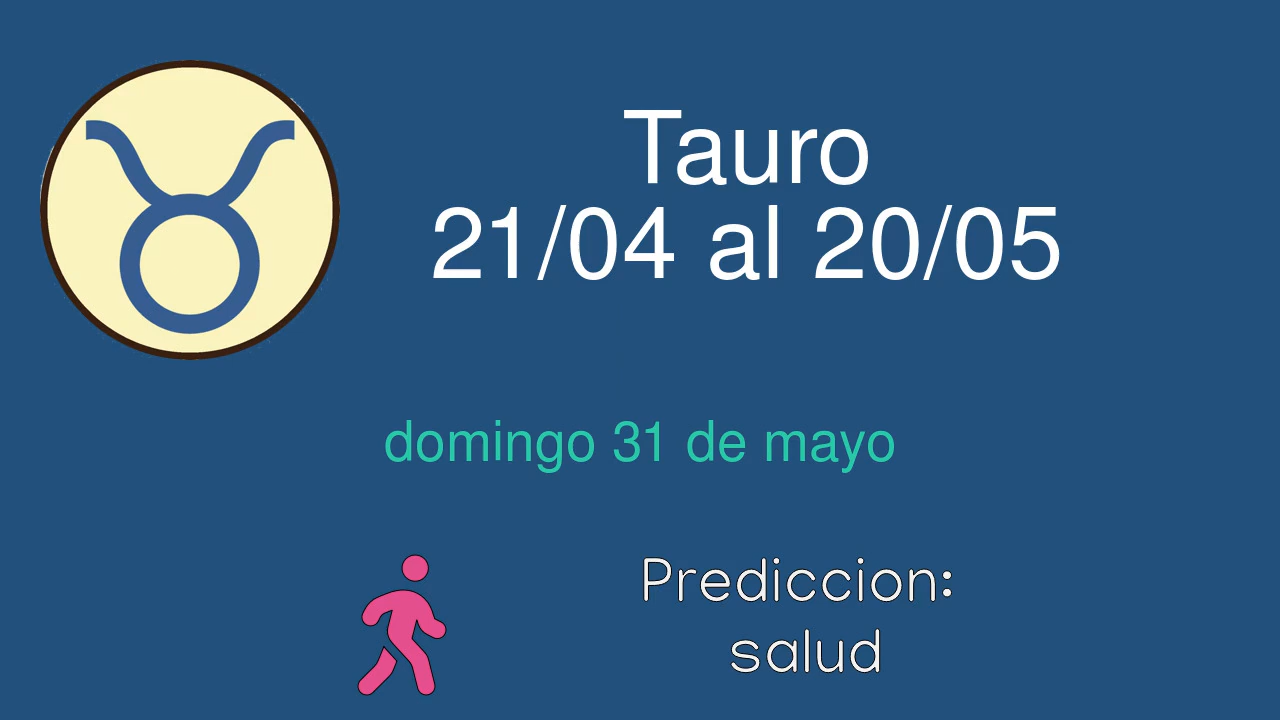 Tauro
21/04 al 20/05
domingo 31 de mayo
Prediccion:
salud